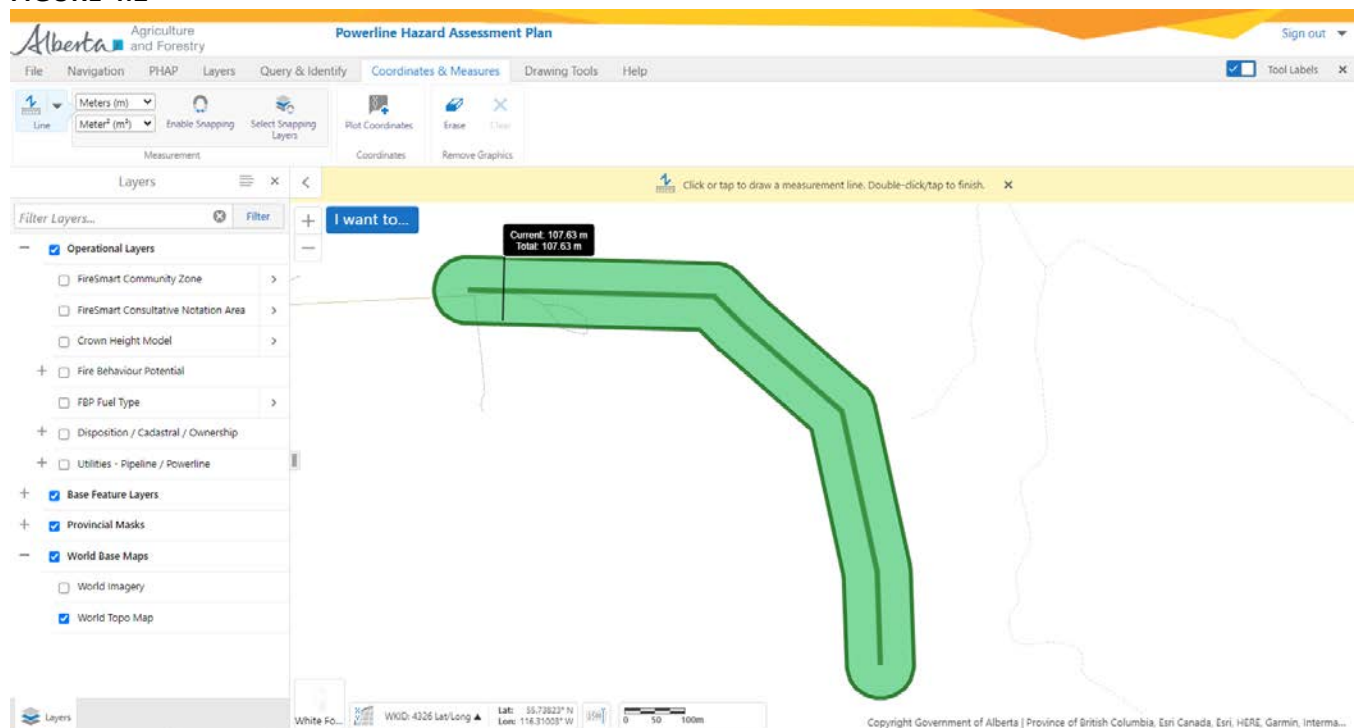 FIGURE 4.2
Alberta Agriculture and Forestry
Powerline Hazard Assessment Plan
Sign out
File Navigation PHAP Layers Query & Identify Coordinates & Measures Drawing Tools Help
Tool Labels
Line
Meters (m)
Meter² (m²)
Enable Snapping
Select Snapping Layers
Plot Coordinates
Erase
Clear
Measurement
Coordinates
Remove Graphics
Layers
Click or tap to draw a measurement line. Double-click/tap to finish.
Filter Layers...
Filter
I want to...
Current: 107.63 m
Total: 107.63 m
Operational Layers
FireSmart Community Zone
FireSmart Consultative Notation Area
Crown Height Model
Fire Behaviour Potential
FBP Fuel Type
Disposition / Cadastral / Ownership
Utilities - Pipeline / Powerline
Base Feature Layers
Provincial Masks
World Base Maps
World Imagery
World Topo Map
Layers
White Fo...
WKID: 4326 Lat/Long
Lat: 55.73823° N
Lon: 116.31003° W
0 50 100m
Copyright Government of Alberta | Province of British Columbia, Esri Canada, Esri, HERE, Garmin, Interma...